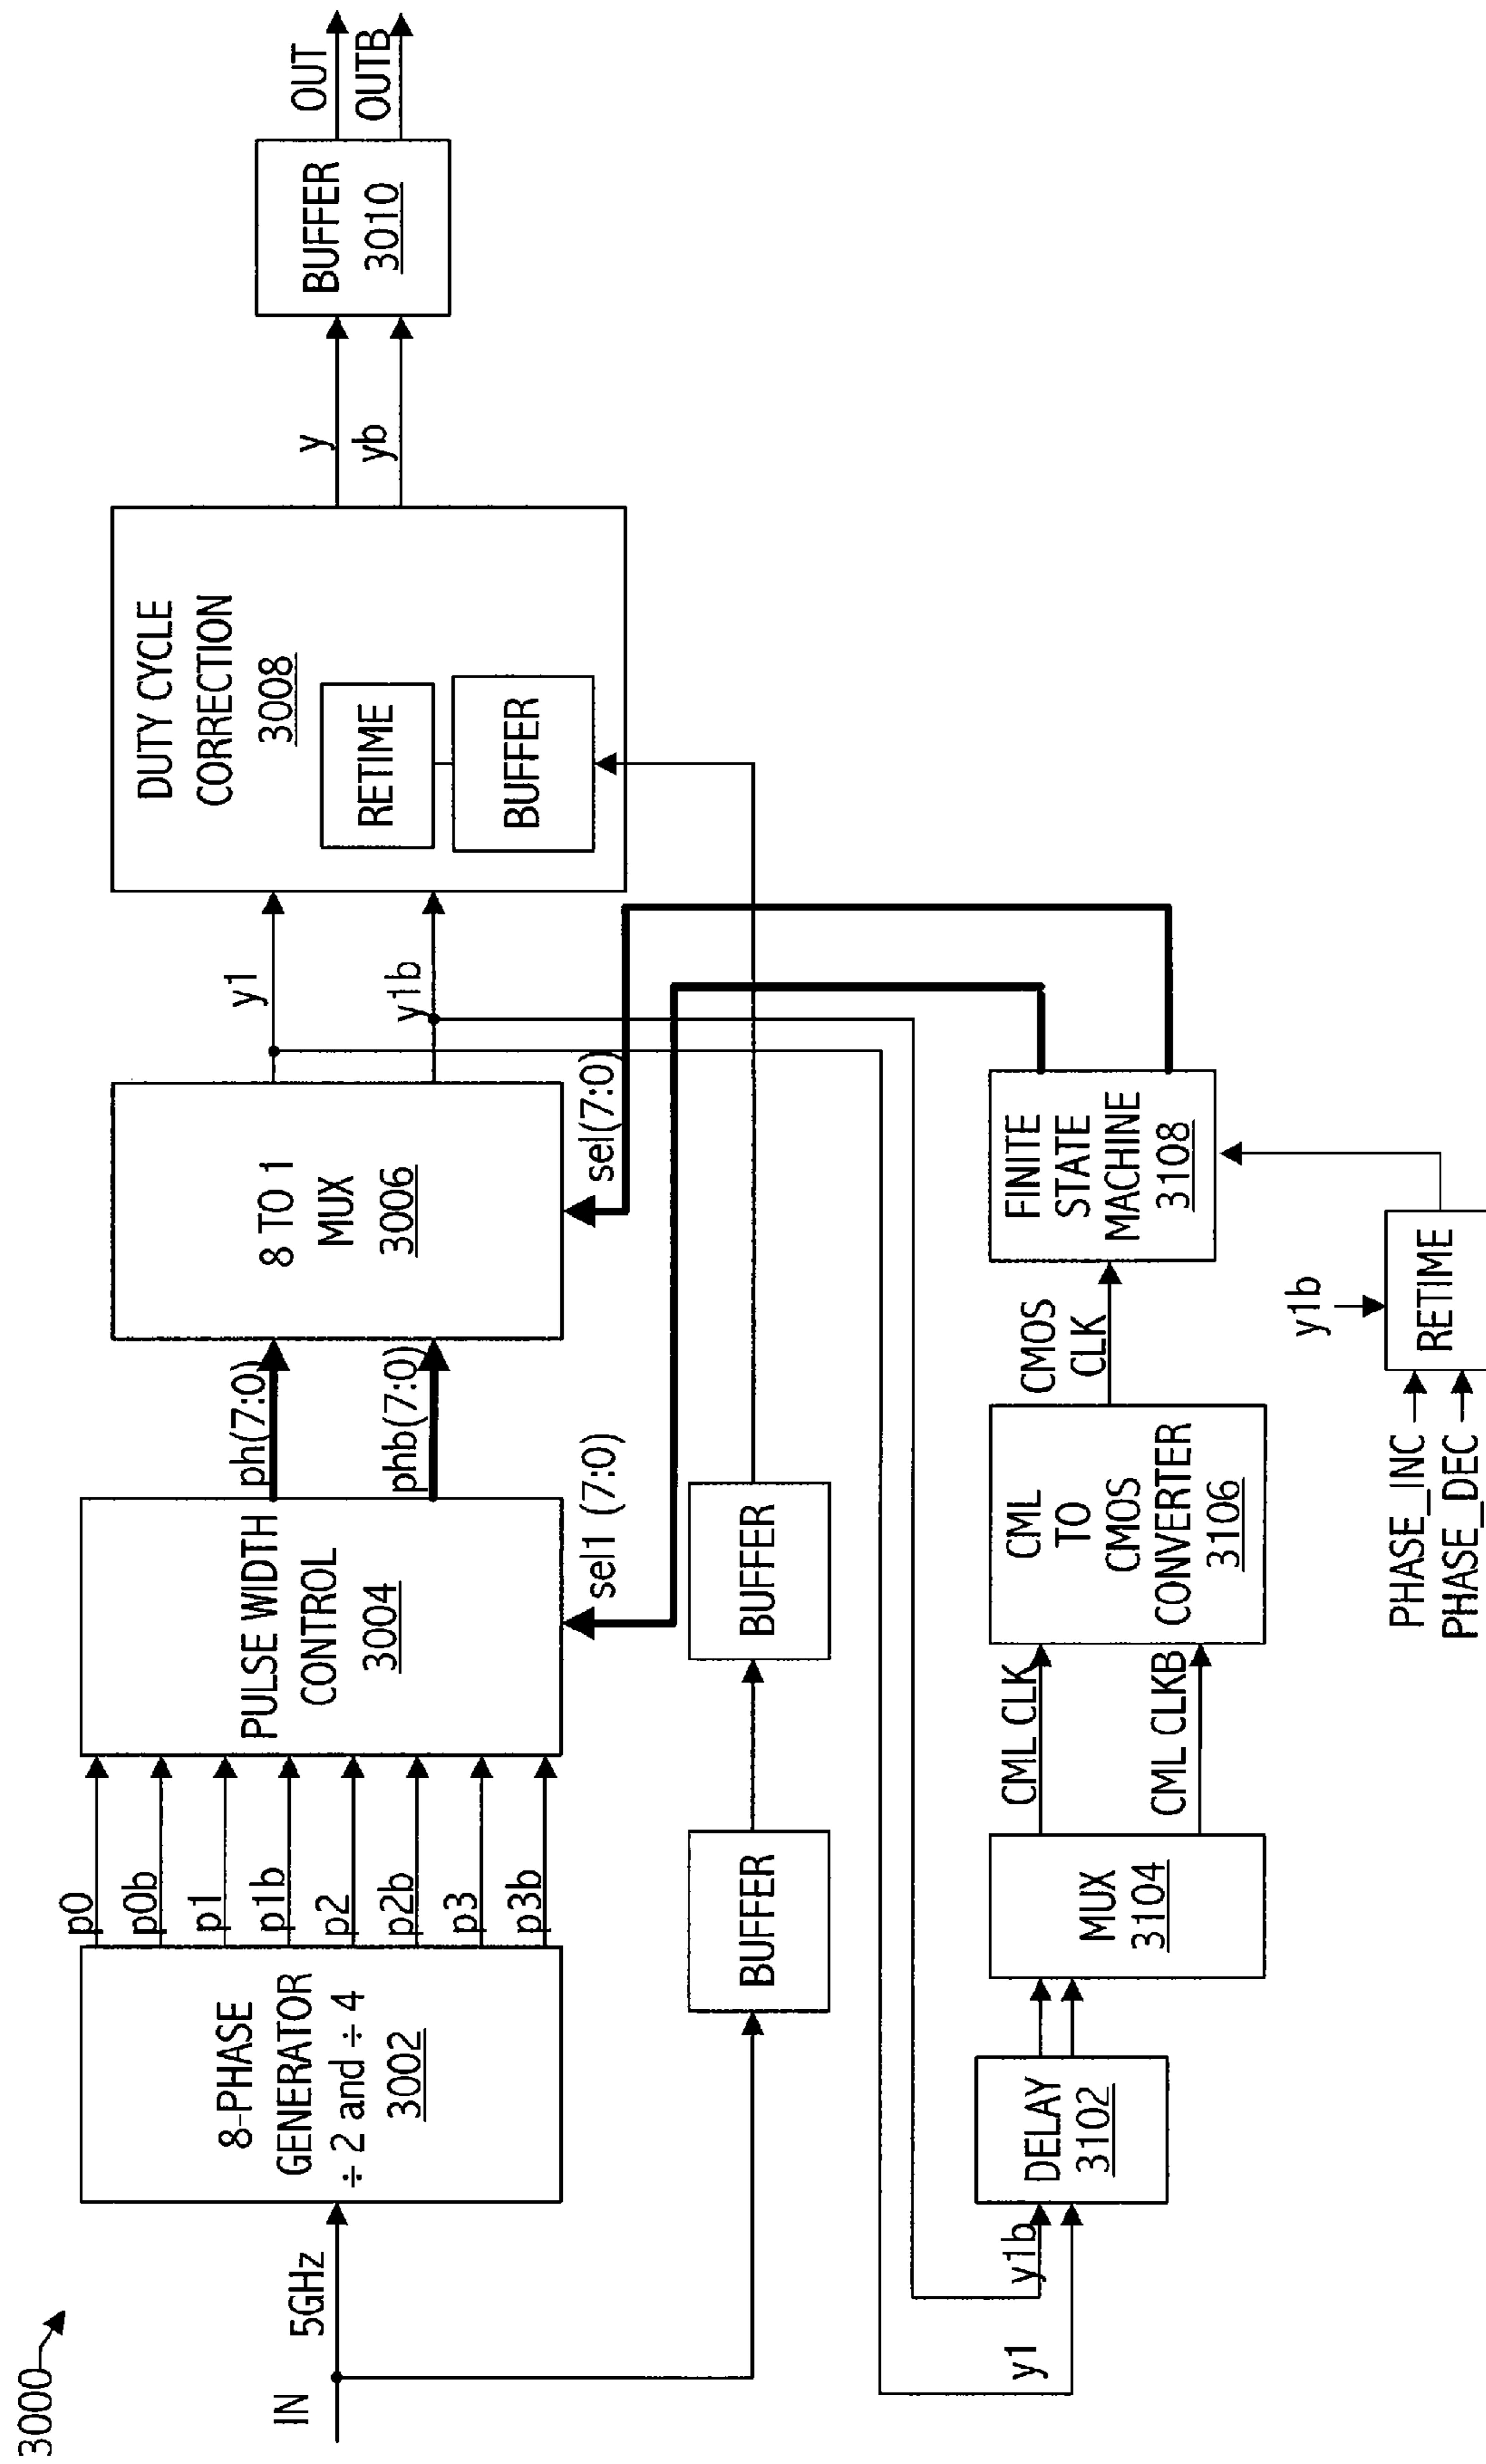 3000
IN
5GHz
8-PHASE
GENERATOR
÷ 2 and ÷ 4
3002
p0
p0b
p1
p1b
p2
p2b
p3
p3b
PULSE WIDTH
CONTROL
3004
ph(7:0)
phb(7:0)
8 TO 1
MUX
3006
y1
y1b
DUTY CYCLE
CORRECTION
3008
RETIME
BUFFER
y
yb
BUFFER
3010
OUT
OUTB
sel1 (7:0)
sel(7:0)
BUFFER
BUFFER
y1
y1b
DELAY
3102
MUX
3104
CML CLK
CML CLKB
CML
TO
CMOS
CONVERTER
3106
CMOS
CLK
FINITE
STATE
MACHINE
3108
PHASE_INC
PHASE_DEC
y1b
RETIME